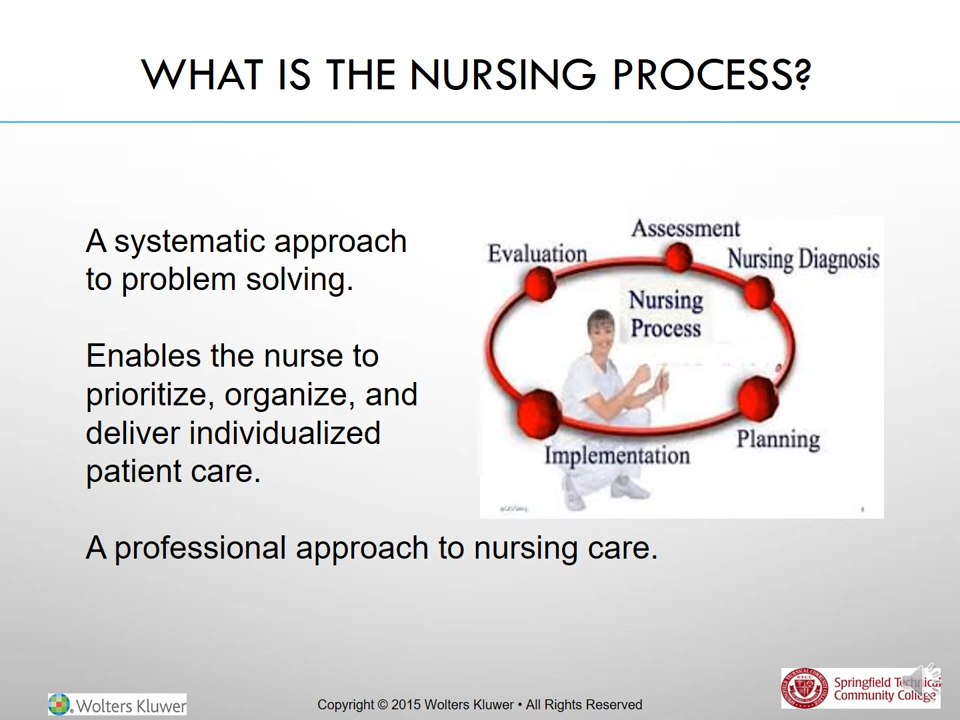 WHAT IS THE NURSING PROCESS?
A systematic approach
to problem solving.
Enables the nurse to
prioritize, organize, and
deliver individualized
patient care.
A professional approach to nursing care.
Assessment
Evaluation
Nursing Diagnosis
Nursing
Process
Planning
Implementation
Wolters Kluwer
Copyright © 2015 Wolters Kluwer • All Rights Reserved
Springfield Technical
Community College